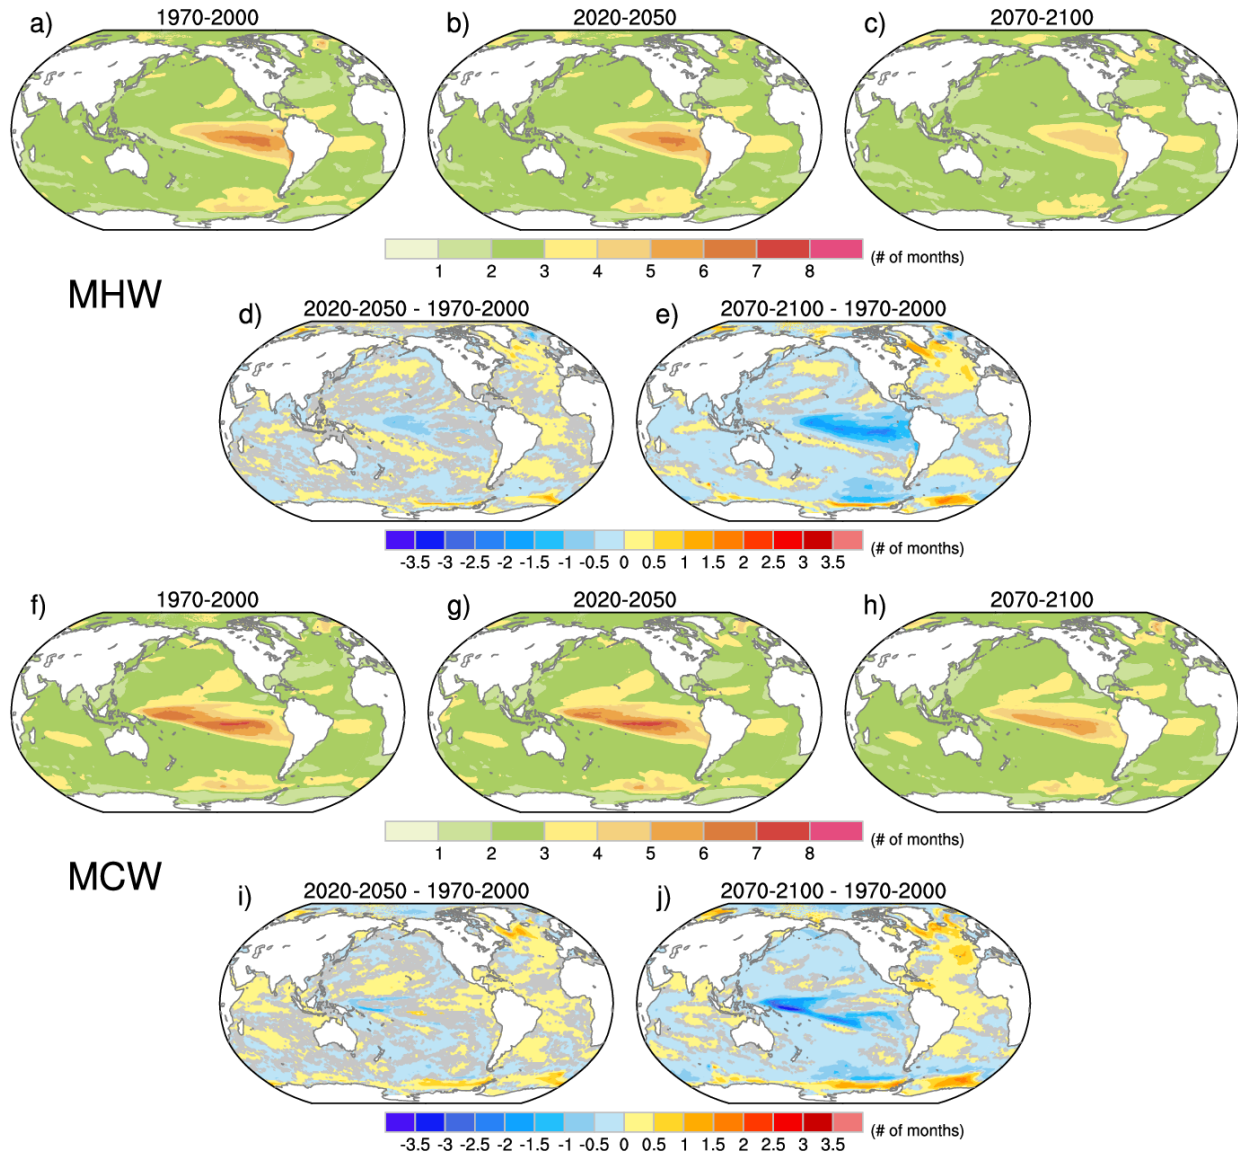 a) 1970-2000
b) 2020-2050
c) 2070-2100
1 2 3 4 5 6 7 8 (# of months)
MHW
d) 2020-2050 - 1970-2000
e) 2070-2100 - 1970-2000
-3.5 -3 -2.5 -2 -1.5 -1 -0.5 0 0.5 1 1.5 2 2.5 3 3.5 (# of months)
f) 1970-2000
g) 2020-2050
h) 2070-2100
1 2 3 4 5 6 7 8 (# of months)
MCW
i) 2020-2050 - 1970-2000
j) 2070-2100 - 1970-2000
-3.5 -3 -2.5 -2 -1.5 -1 -0.5 0 0.5 1 1.5 2 2.5 3 3.5 (# of months)